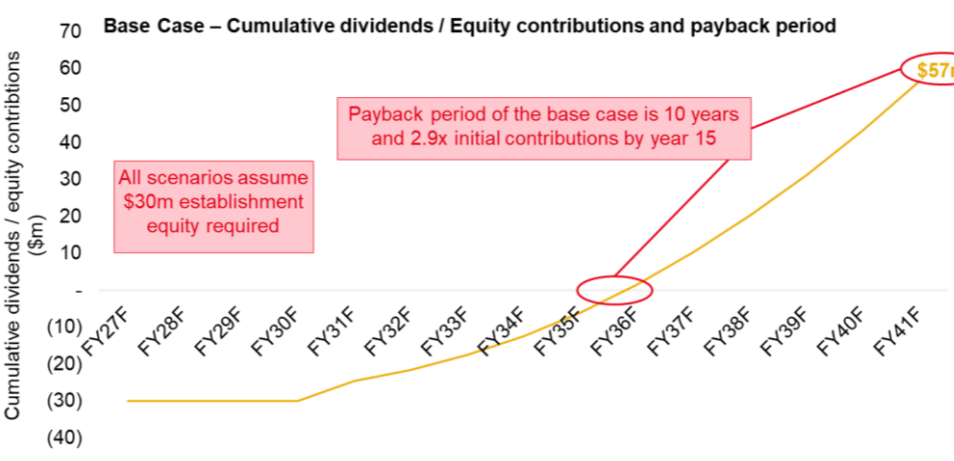 Base Case – Cumulative dividends / Equity contributions and payback period
Cumulative dividends / equity contribtions
($m)
70
60
50
40
30
20
10
-
(10)
(20)
(30)
(40)
$57
Payback period of the base case is 10 years
and 2.9x initial contributions by year 15
All scenarios assume
$30m establishment
equity required
FY27F
FY28F
FY29F
FY30F
FY31F
FY32F
FY33F
FY34F
FY35F
FY36F
FY37F
FY38F
FY39F
FY40F
FY41F